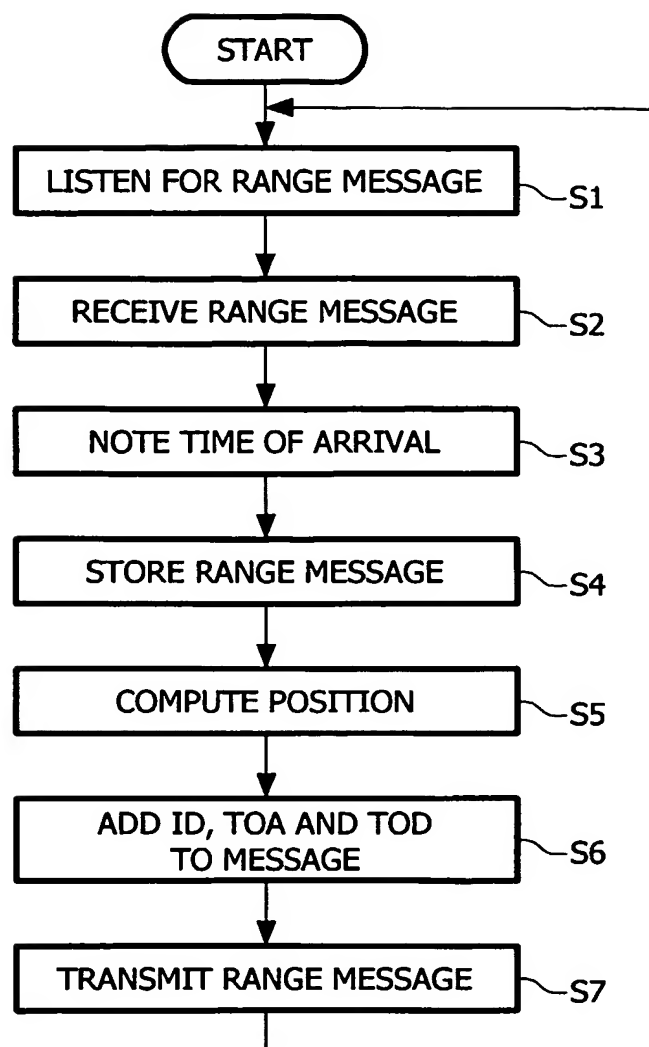 START
LISTEN FOR RANGE MESSAGE
S1
RECEIVE RANGE MESSAGE
S2
NOTE TIME OF ARRIVAL
S3
STORE RANGE MESSAGE
S4
COMPUTE POSITION
S5
ADD ID, TOA AND TOD
TO MESSAGE
S6
TRANSMIT RANGE MESSAGE
S7